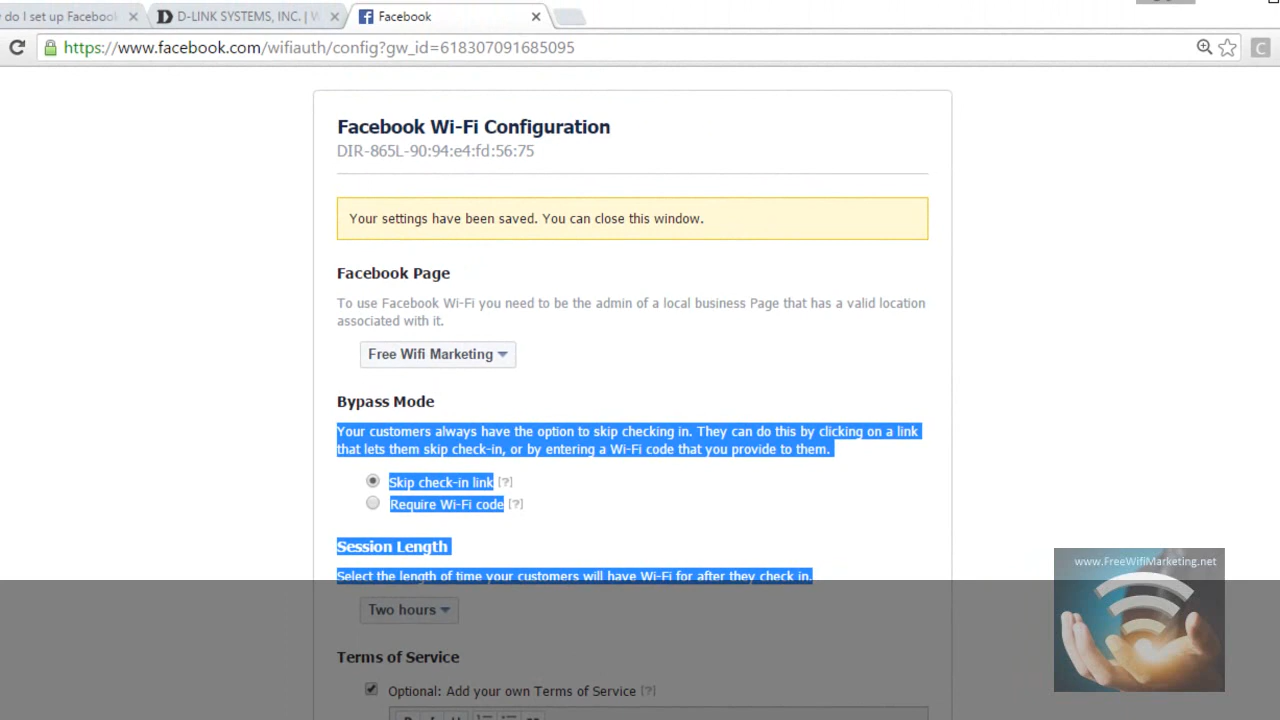 do I set up Facebook
D-LINK SYSTEMS, INC. | W
Facebook
https://www.facebook.com/wifiauth/config?gw_id=618307091685095
Facebook Wi-Fi Configuration
DIR-865L-90:94:e4:fd:56:75
Your settings have been saved. You can close this window.
Facebook Page
To use Facebook Wi-Fi you need to be the admin of a local business Page that has a valid location
associated with it.
Free Wifi Marketing
Bypass Mode
Your customers always have the option to skip checking in. They can do this by clicking on a link
that lets them skip check-in, or by entering a Wi-Fi code that you provide to them.
Skip check-in link [?]
Require Wi-Fi code [?]
Session Length
Select the length of time your customers will have Wi-Fi for after they check in.
www.FreeWifiMarketing.net
Two hours
Terms of Service
Optional: Add your own Terms of Service [?]